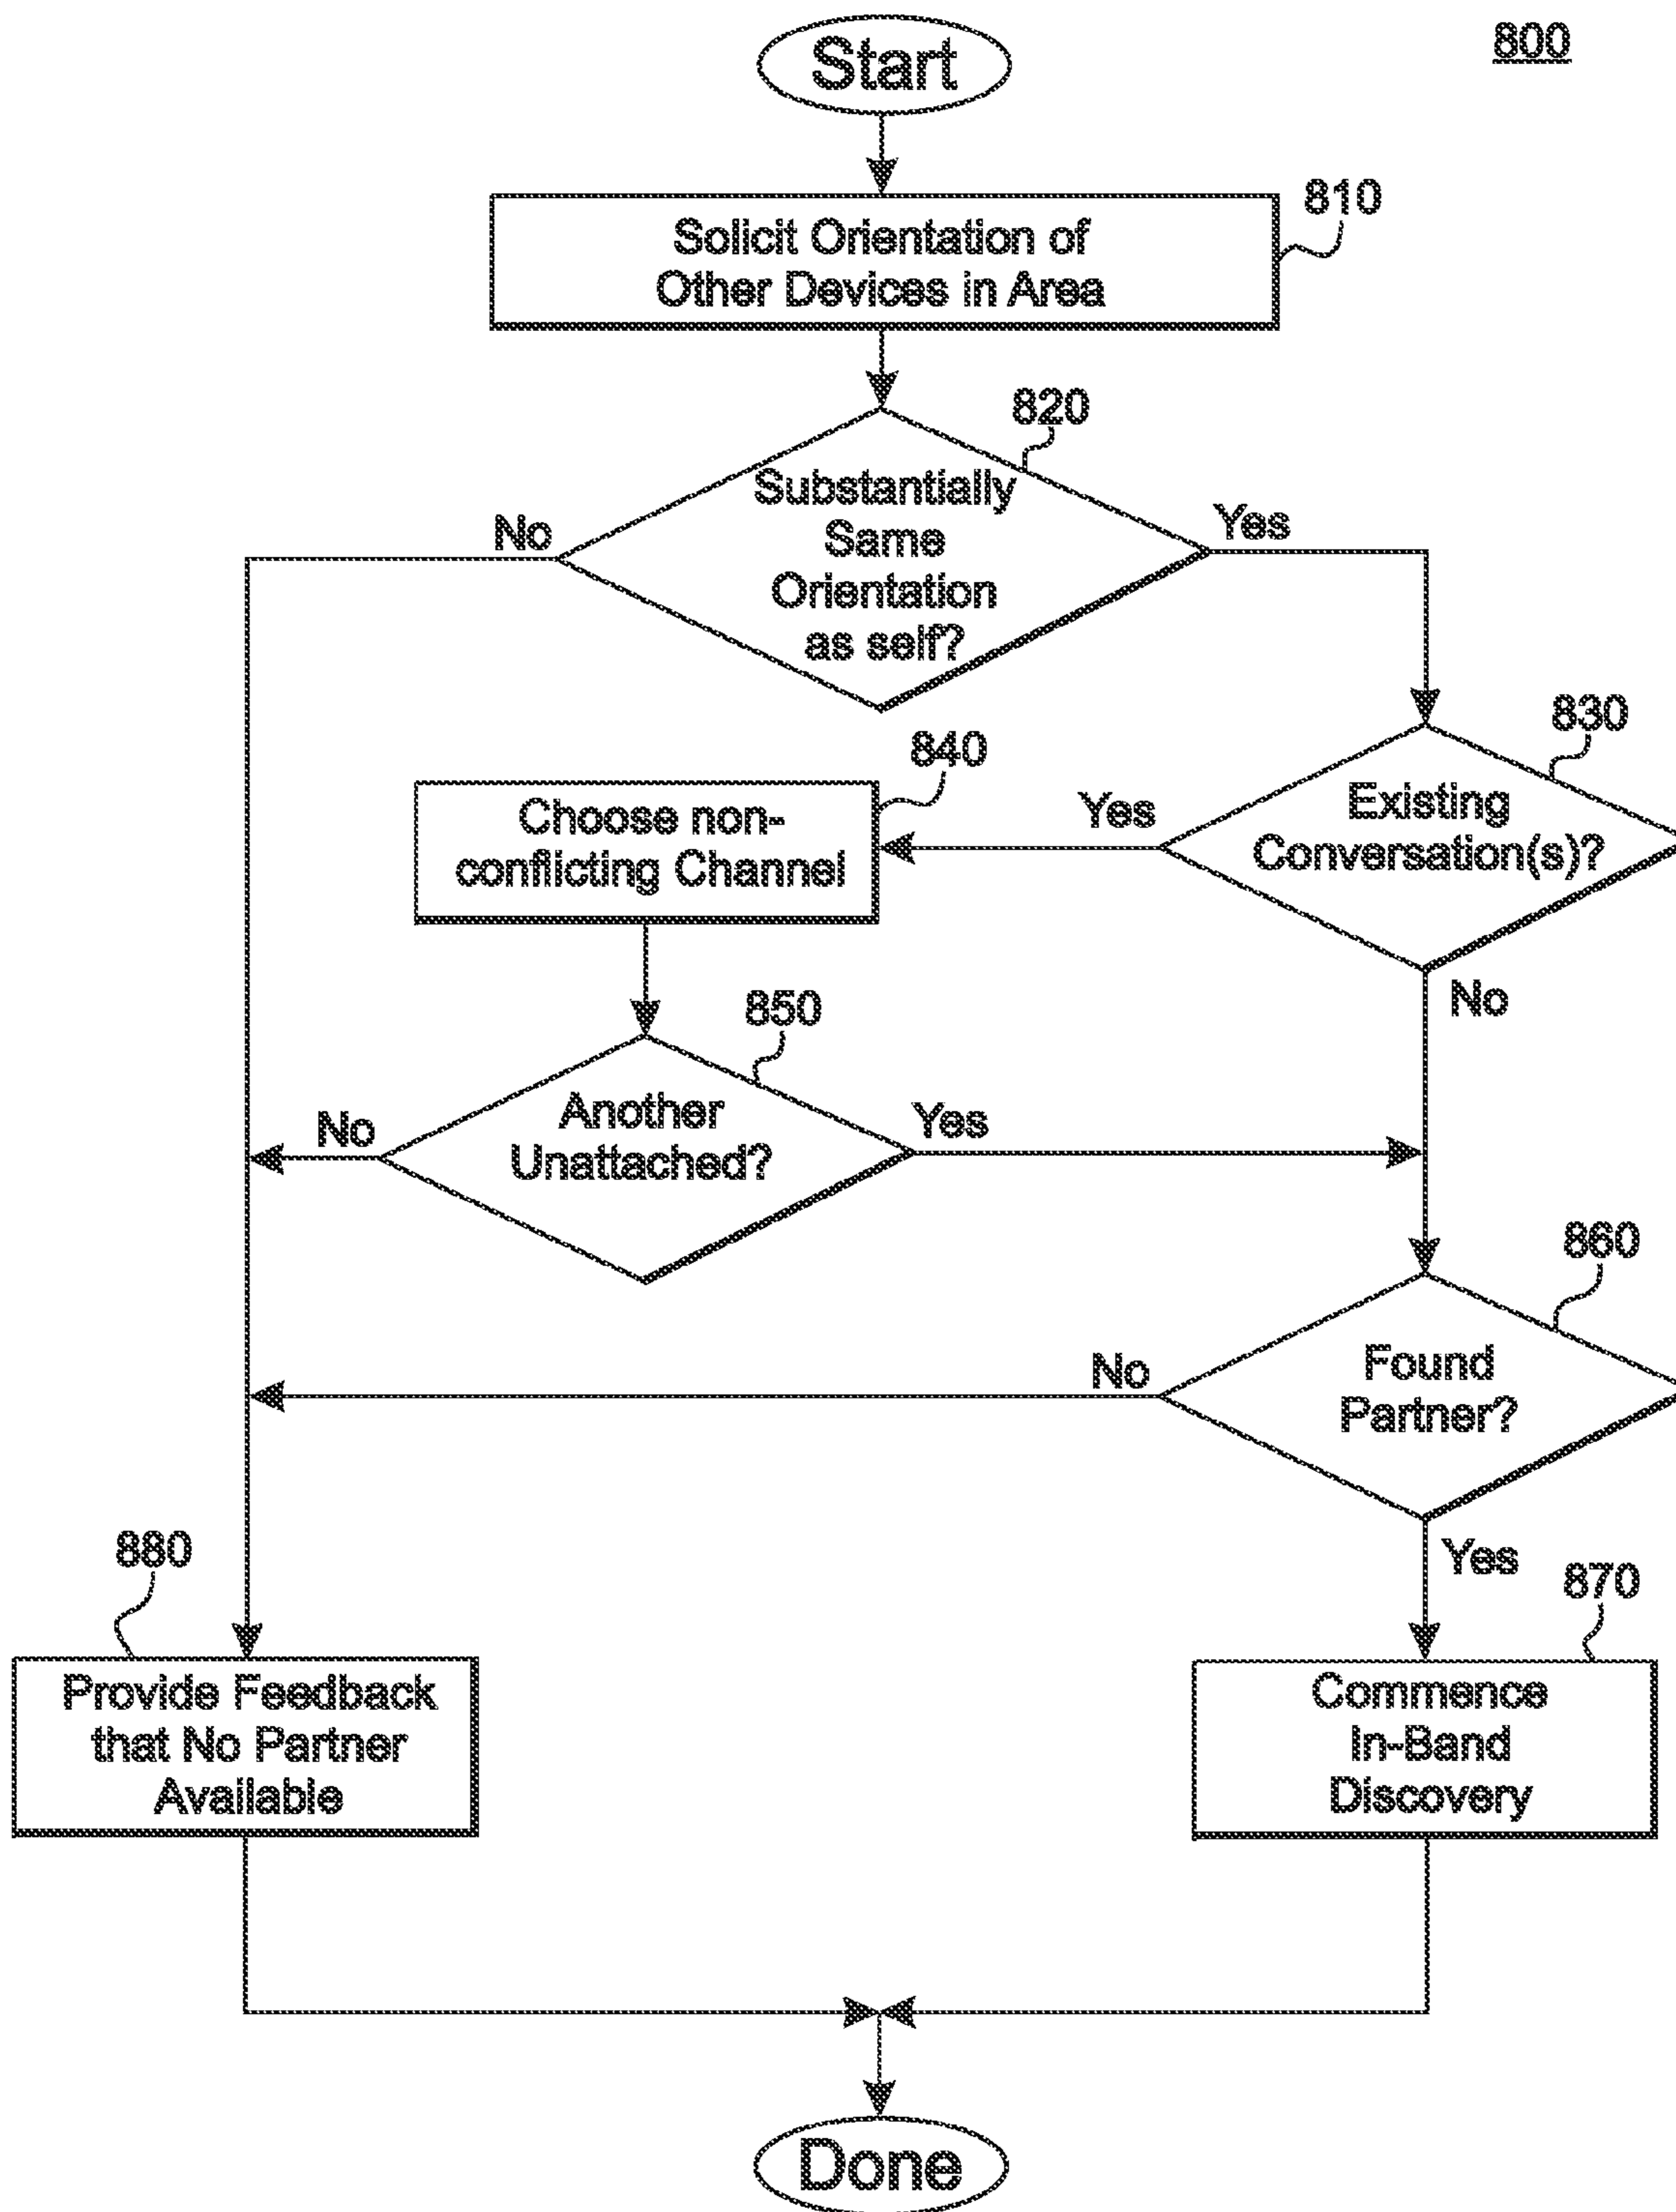 800
Start
810
Solicit Orientation of
Other Devices in Area
820
Substantially
Same
Orientation
as self?
No
Yes
830
Existing
Conversation(s)?
Yes
No
840
Choose non-
conflicting Channel
850
Another
Unattached?
No
Yes
860
Found
Partner?
No
Yes
880
Provide Feedback
that No Partner
Available
870
Commence
In-Band
Discovery
Done